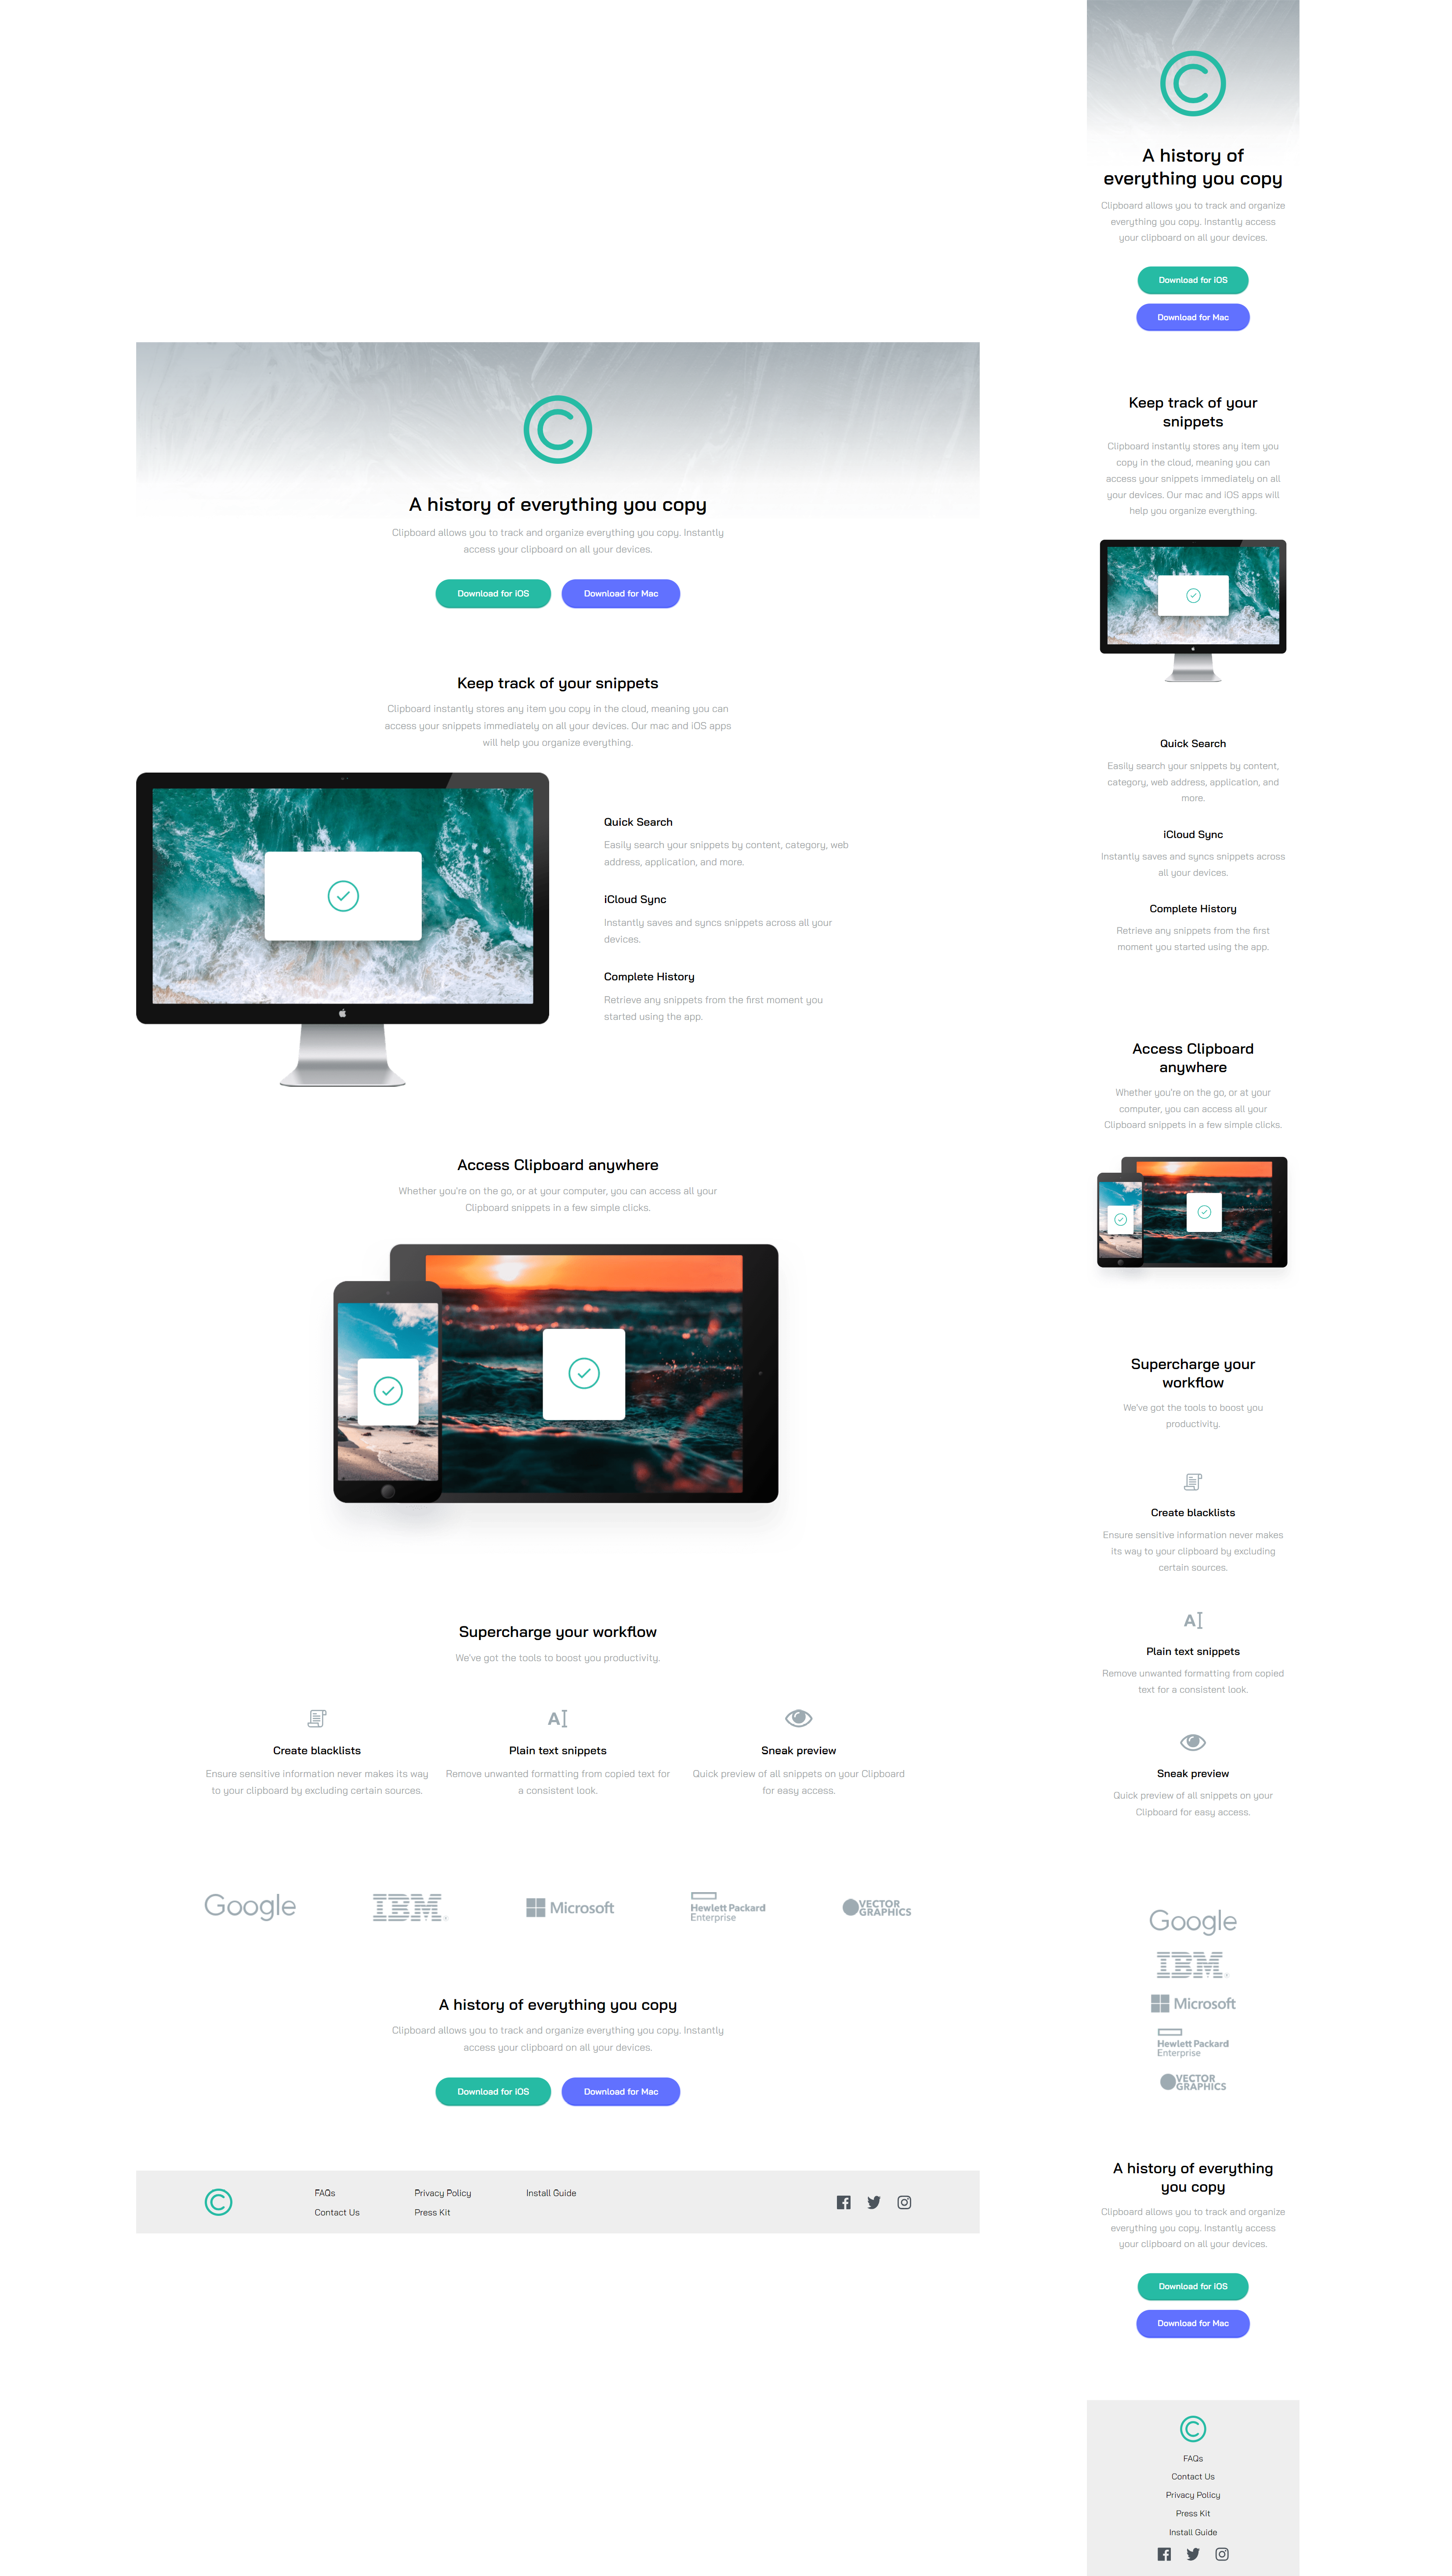 A history of everything you copy
Clipboard allows you to track and organize everything you copy. Instantly
access your clipboard on all your devices.
Download for iOS
Download for Mac
Keep track of your snippets
Clipboard instantly stores any item you copy in the cloud, meaning you can
access your snippets immediately on all your devices. Our mac and iOS apps
will help you organize everything.
Quick Search
Easily search your snippets by content, category, web
address, application, and more.
iCloud Sync
Instantly saves and syncs snippets across all your
devices.
Complete History
Retrieve any snippets from the first moment you
started using the app.
Access Clipboard anywhere
Whether you're on the go, or at your computer, you can access all your
Clipboard snippets in a few simple clicks.
Supercharge your workflow
We've got the tools to boost you productivity.
Create blacklists
Ensure sensitive information never makes its way
to your clipboard by excluding certain sources.
Plain text snippets
Remove unwanted formatting from copied text for
a consistent look.
Sneak preview
Quick preview of all snippets on your Clipboard
for easy access.
Google
IBM
Microsoft
Hewlett Packard
Enterprise
VECTOR
GRAPHICS
A history of everything you copy
Clipboard allows you to track and organize everything you copy. Instantly
access your clipboard on all your devices.
Download for iOS
Download for Mac
FAQs
Contact Us
Privacy Policy
Press Kit
Install Guide
A history of
everything you copy
Clipboard allows you to track and organize
everything you copy. Instantly access
your clipboard on all your devices.
Download for iOS
Download for Mac
Keep track of your
snippets
Clipboard instantly stores any item you
copy in the cloud, meaning you can
access your snippets immediately on all
your devices. Our mac and iOS apps will
help you organize everything.
Quick Search
Easily search your snippets by content,
category, web address, application, and
more.
iCloud Sync
Instantly saves and syncs snippets across
all your devices.
Complete History
Retrieve any snippets from the first
moment you started using the app.
Access Clipboard
anywhere
Whether you're on the go, or at your
computer, you can access all your
Clipboard snippets in a few simple clicks.
Supercharge your
workflow
We've got the tools to boost you
productivity.
Create blacklists
Ensure sensitive information never makes
its way to your clipboard by excluding
certain sources.
AI
Plain text snippets
Remove unwanted formatting from copied
text for a consistent look.
Sneak preview
Quick preview of all snippets on your
Clipboard for easy access.
Google
IBM
Microsoft
Hewlett Packard
Enterprise
VECTOR
GRAPHICS
A history of everything
you copy
Clipboard allows you to track and organize
everything you copy. Instantly access
your clipboard on all your devices.
Download for iOS
Download for Mac
FAQs
Contact Us
Privacy Policy
Press Kit
Install Guide